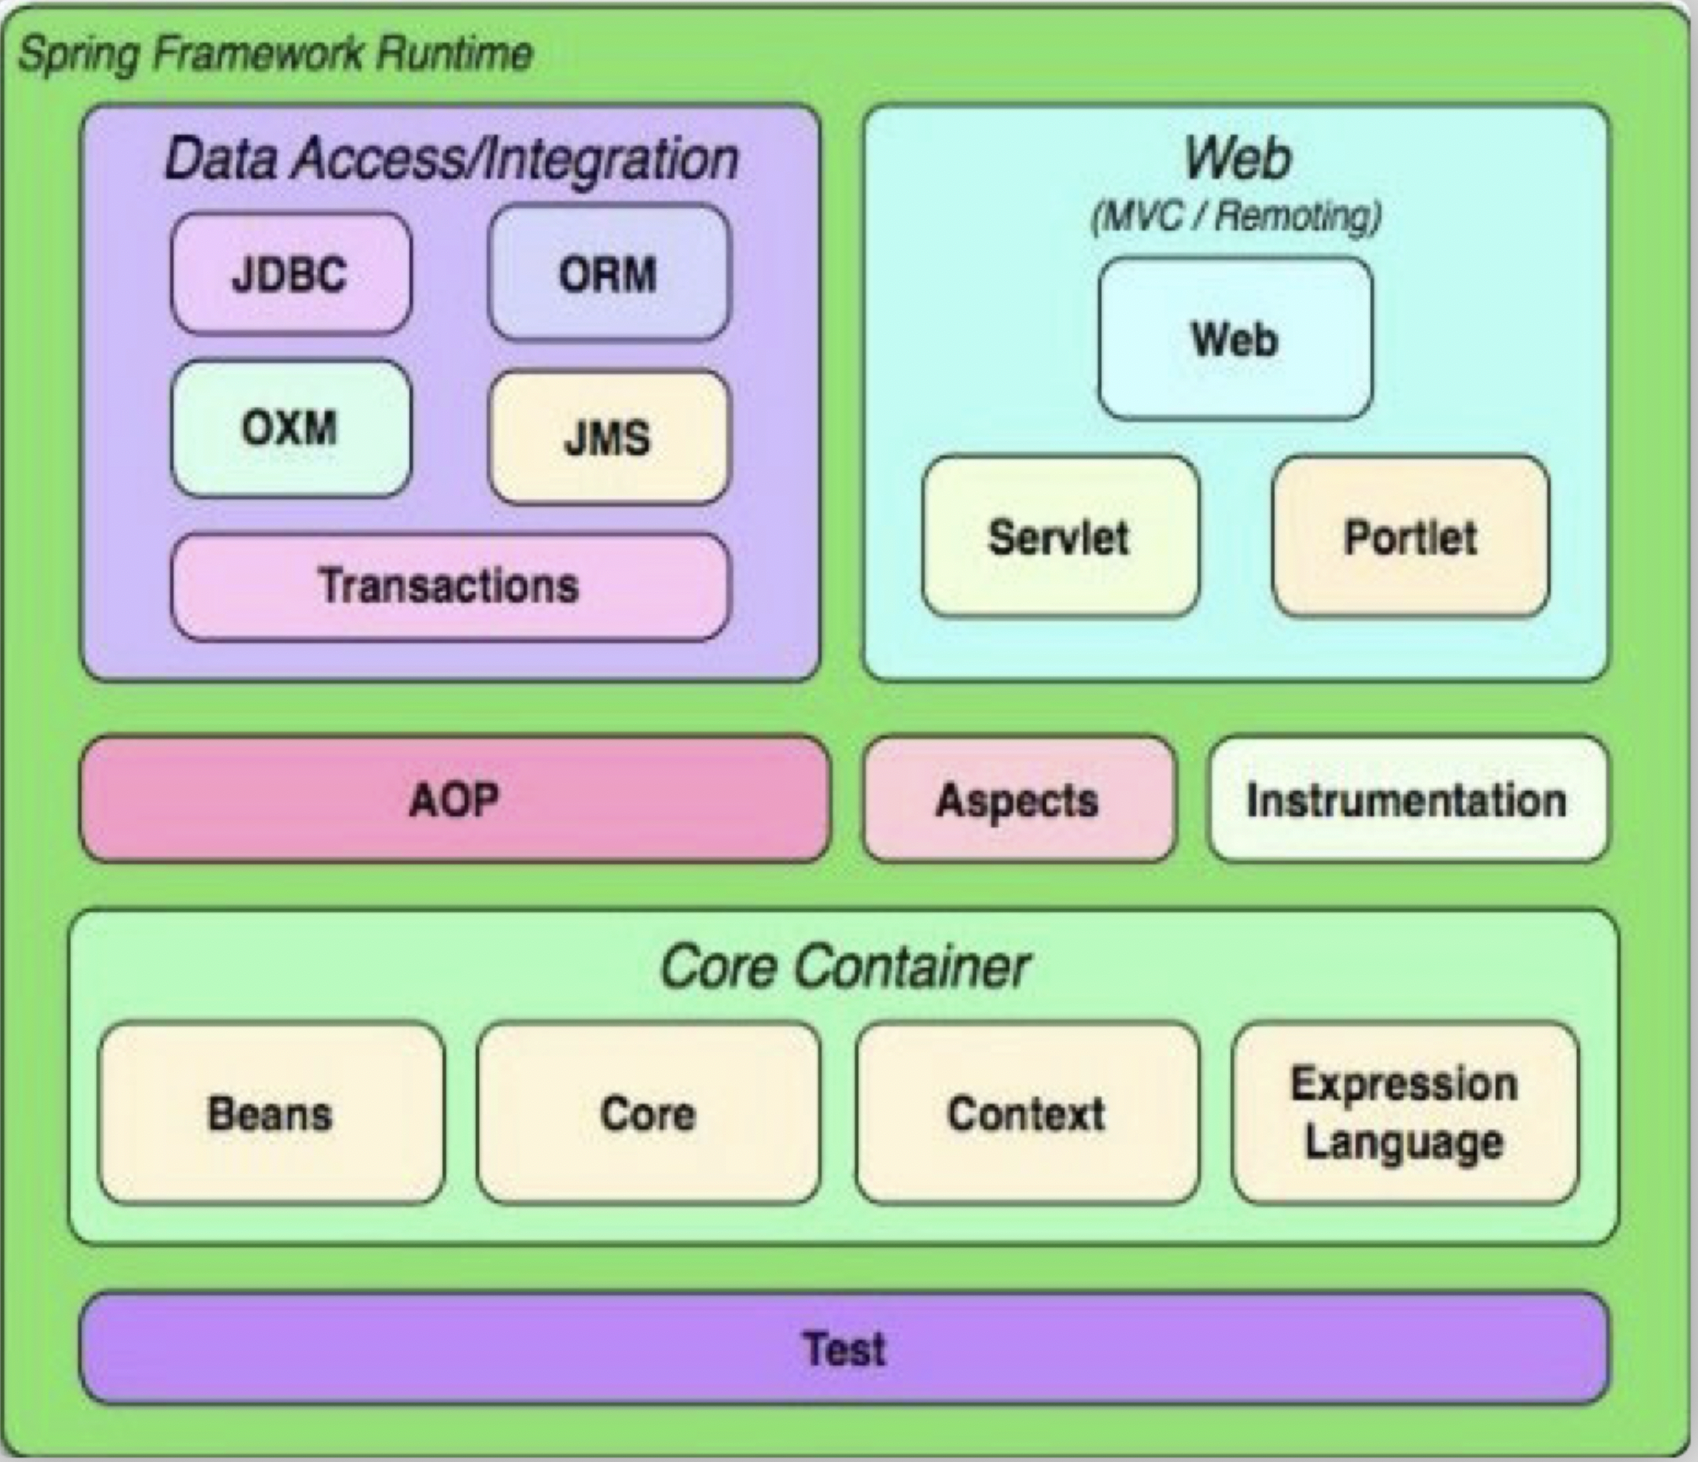 Spring Framework Runtime
Data Access/Integration
JDBC
ORM
OXM
JMS
Transactions
Web
(MVC / Remoting)
Web
Servlet
Portlet
AOP
Aspects
Instrumentation
Core Container
Beans
Core
Context
Expression
Language
Test